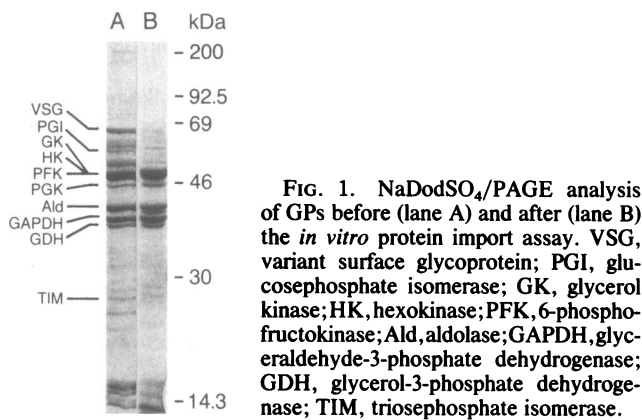 A B kDa
- 200
- 92.5
VSG
- 69
PGI
GK
HK
PFK
- 46
PGK
Ald
GAPDH
GDH
- 30
TIM
- 14.3
FIG. 1. NaDodSO₄/PAGE analysis
of GPs before (lane A) and after (lane B)
the in vitro protein import assay. VSG,
variant surface glycoprotein; PGI, glu-
cosephosphate isomerase; GK, glycerol
kinase; HK, hexokinase; PFK, 6-phospho-
fructokinase; Ald, aldolase; GAPDH, glyc-
eraldehyde-3-phosphate dehydrogenase;
GDH, glycerol-3-phosphate dehydroge-
nase; TIM, triosephosphate isomerase.